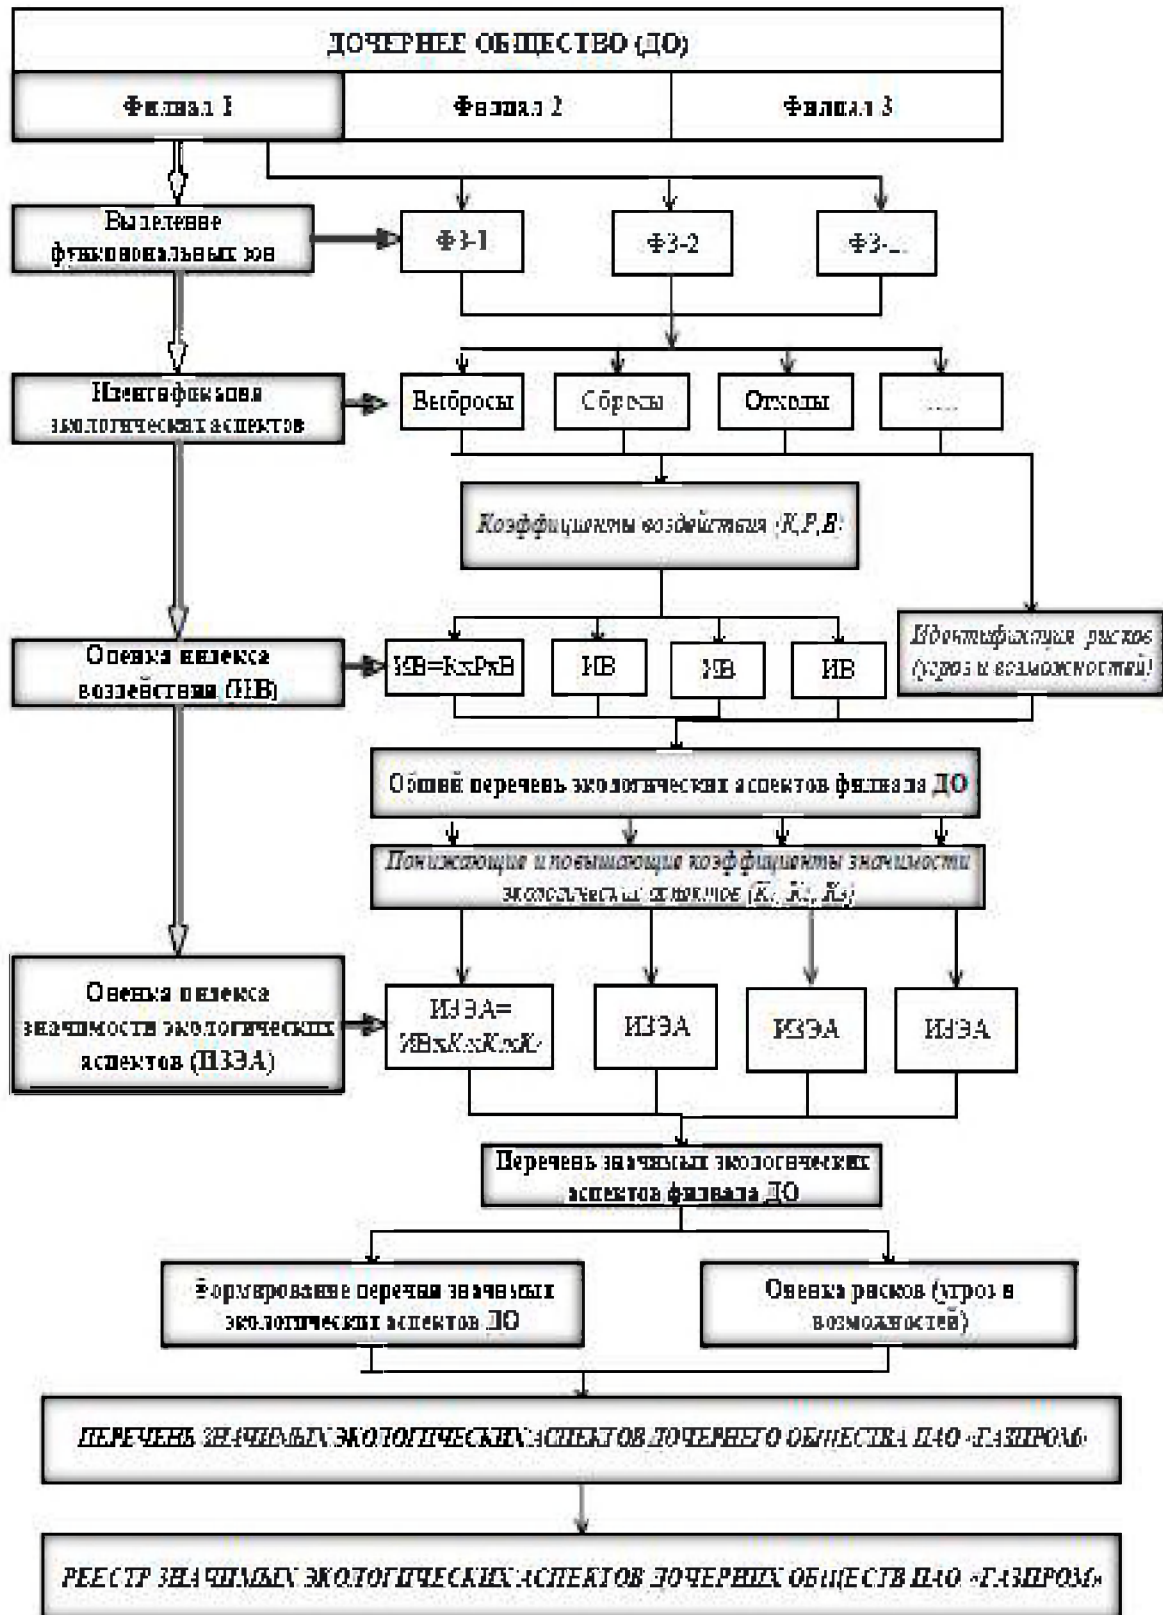 ДОЧЕРНЕЕ ОБЩЕСТВО (ДО)
Филиал 1
Филиал 2
Филиал 3
Выделение
функциональных зон
ФЗ-1
ФЗ-2
ФЗ-...
Идентификация
экологических аспектов
Выбросы
Сбросы
Отходы
.....
Коэффициенты воздействия (К,Р,В)
Оценка индекса
воздействия (ИВ)
ИВ=КхРхВ
ИВ
ИВ
ИВ
Идентификация рисков
(угроз и возможностей)
Общий перечень экологических аспектов филиала ДО
Понижающие и повышающие коэффициенты значимости
экологических аспектов
Оценка индекса
значимости экологических
аспектов (ИЗЭА)
ИЗЭА=
ИЗЭА
ИЗЭА
ИЗЭА
Перечень значимых экологических
аспектов филиала ДО
Формирование перечня значимых
экологических аспектов ДО
Оценка рисков (угроз и
возможностей)
ПЕРЕЧЕНЬ ЗНАЧИМЫХ ЭКОЛОГИЧЕСКИХ АСПЕКТОВ ДОЧЕРНЕГО ОБЩЕСТВА ПАО «ГАЗПРОМ»
РЕЕСТР ЗНАЧИМЫХ ЭКОЛОГИЧЕСКИХ АСПЕКТОВ ДОЧЕРНИХ ОБЩЕСТВ ПАО «ГАЗПРОМ»